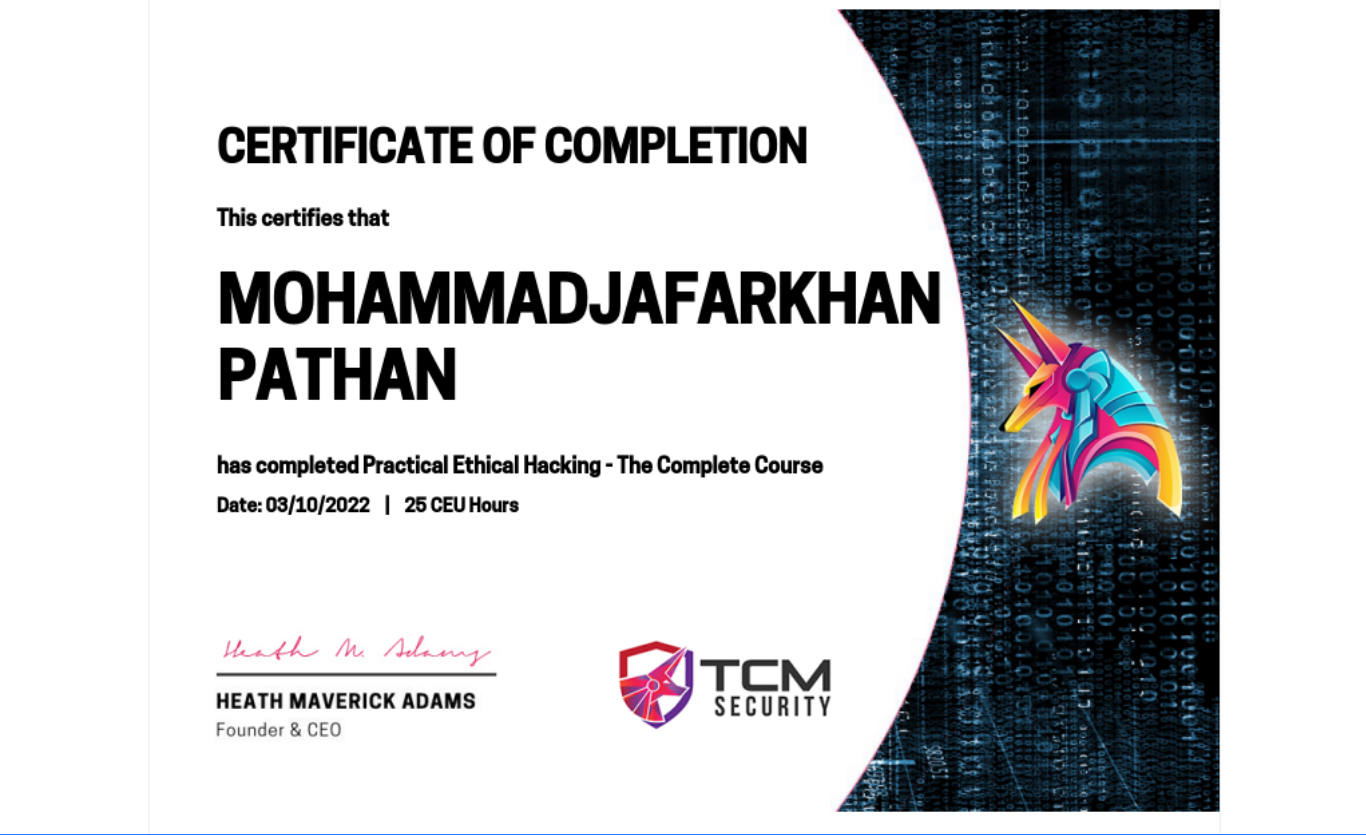 CERTIFICATE OF COMPLETION
This certifies that
MOHAMMADJAFARKHAN
PATHAN
has completed Practical Ethical Hacking - The Complete Course
Date: 03/10/2022 | 25 CEU Hours
Heath M. Adams
HEATH MAVERICK ADAMS
Founder & CEO
TCM
SECURITY